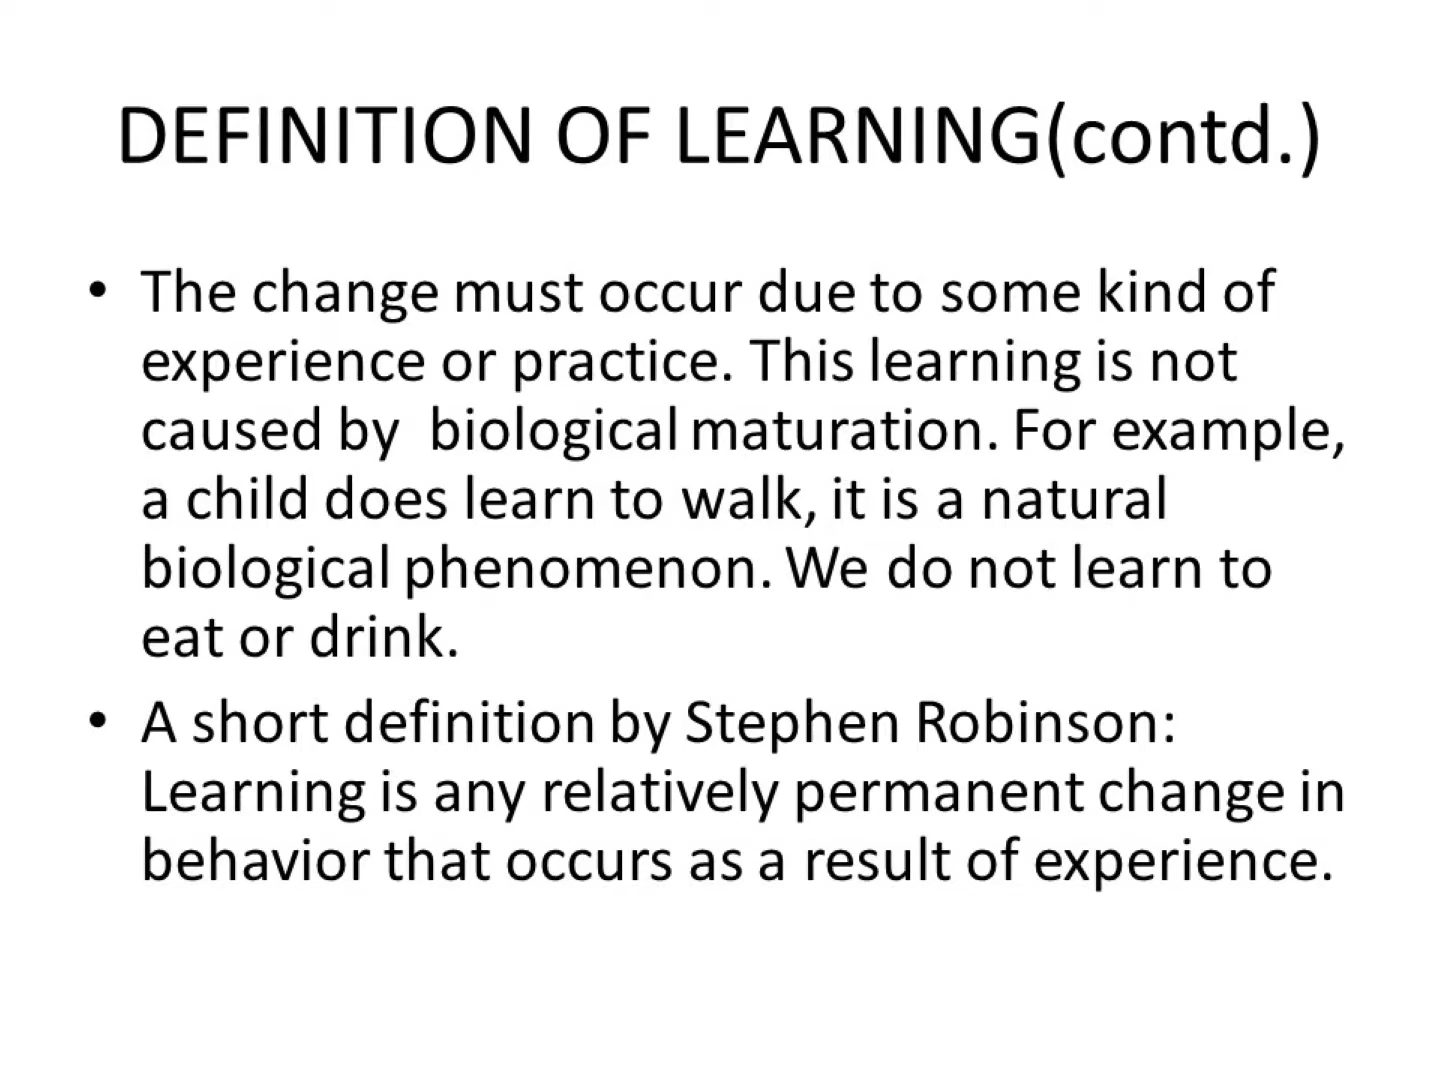 DEFINITION OF LEARNING(contd.)
• The change must occur due to some kind of
experience or practice. This learning is not
caused by  biological maturation. For example,
a child does learn to walk, it is a natural
biological phenomenon. We do not learn to
eat or drink.
• A short definition by Stephen Robinson:
Learning is any relatively permanent change in
behavior that occurs as a result of experience.